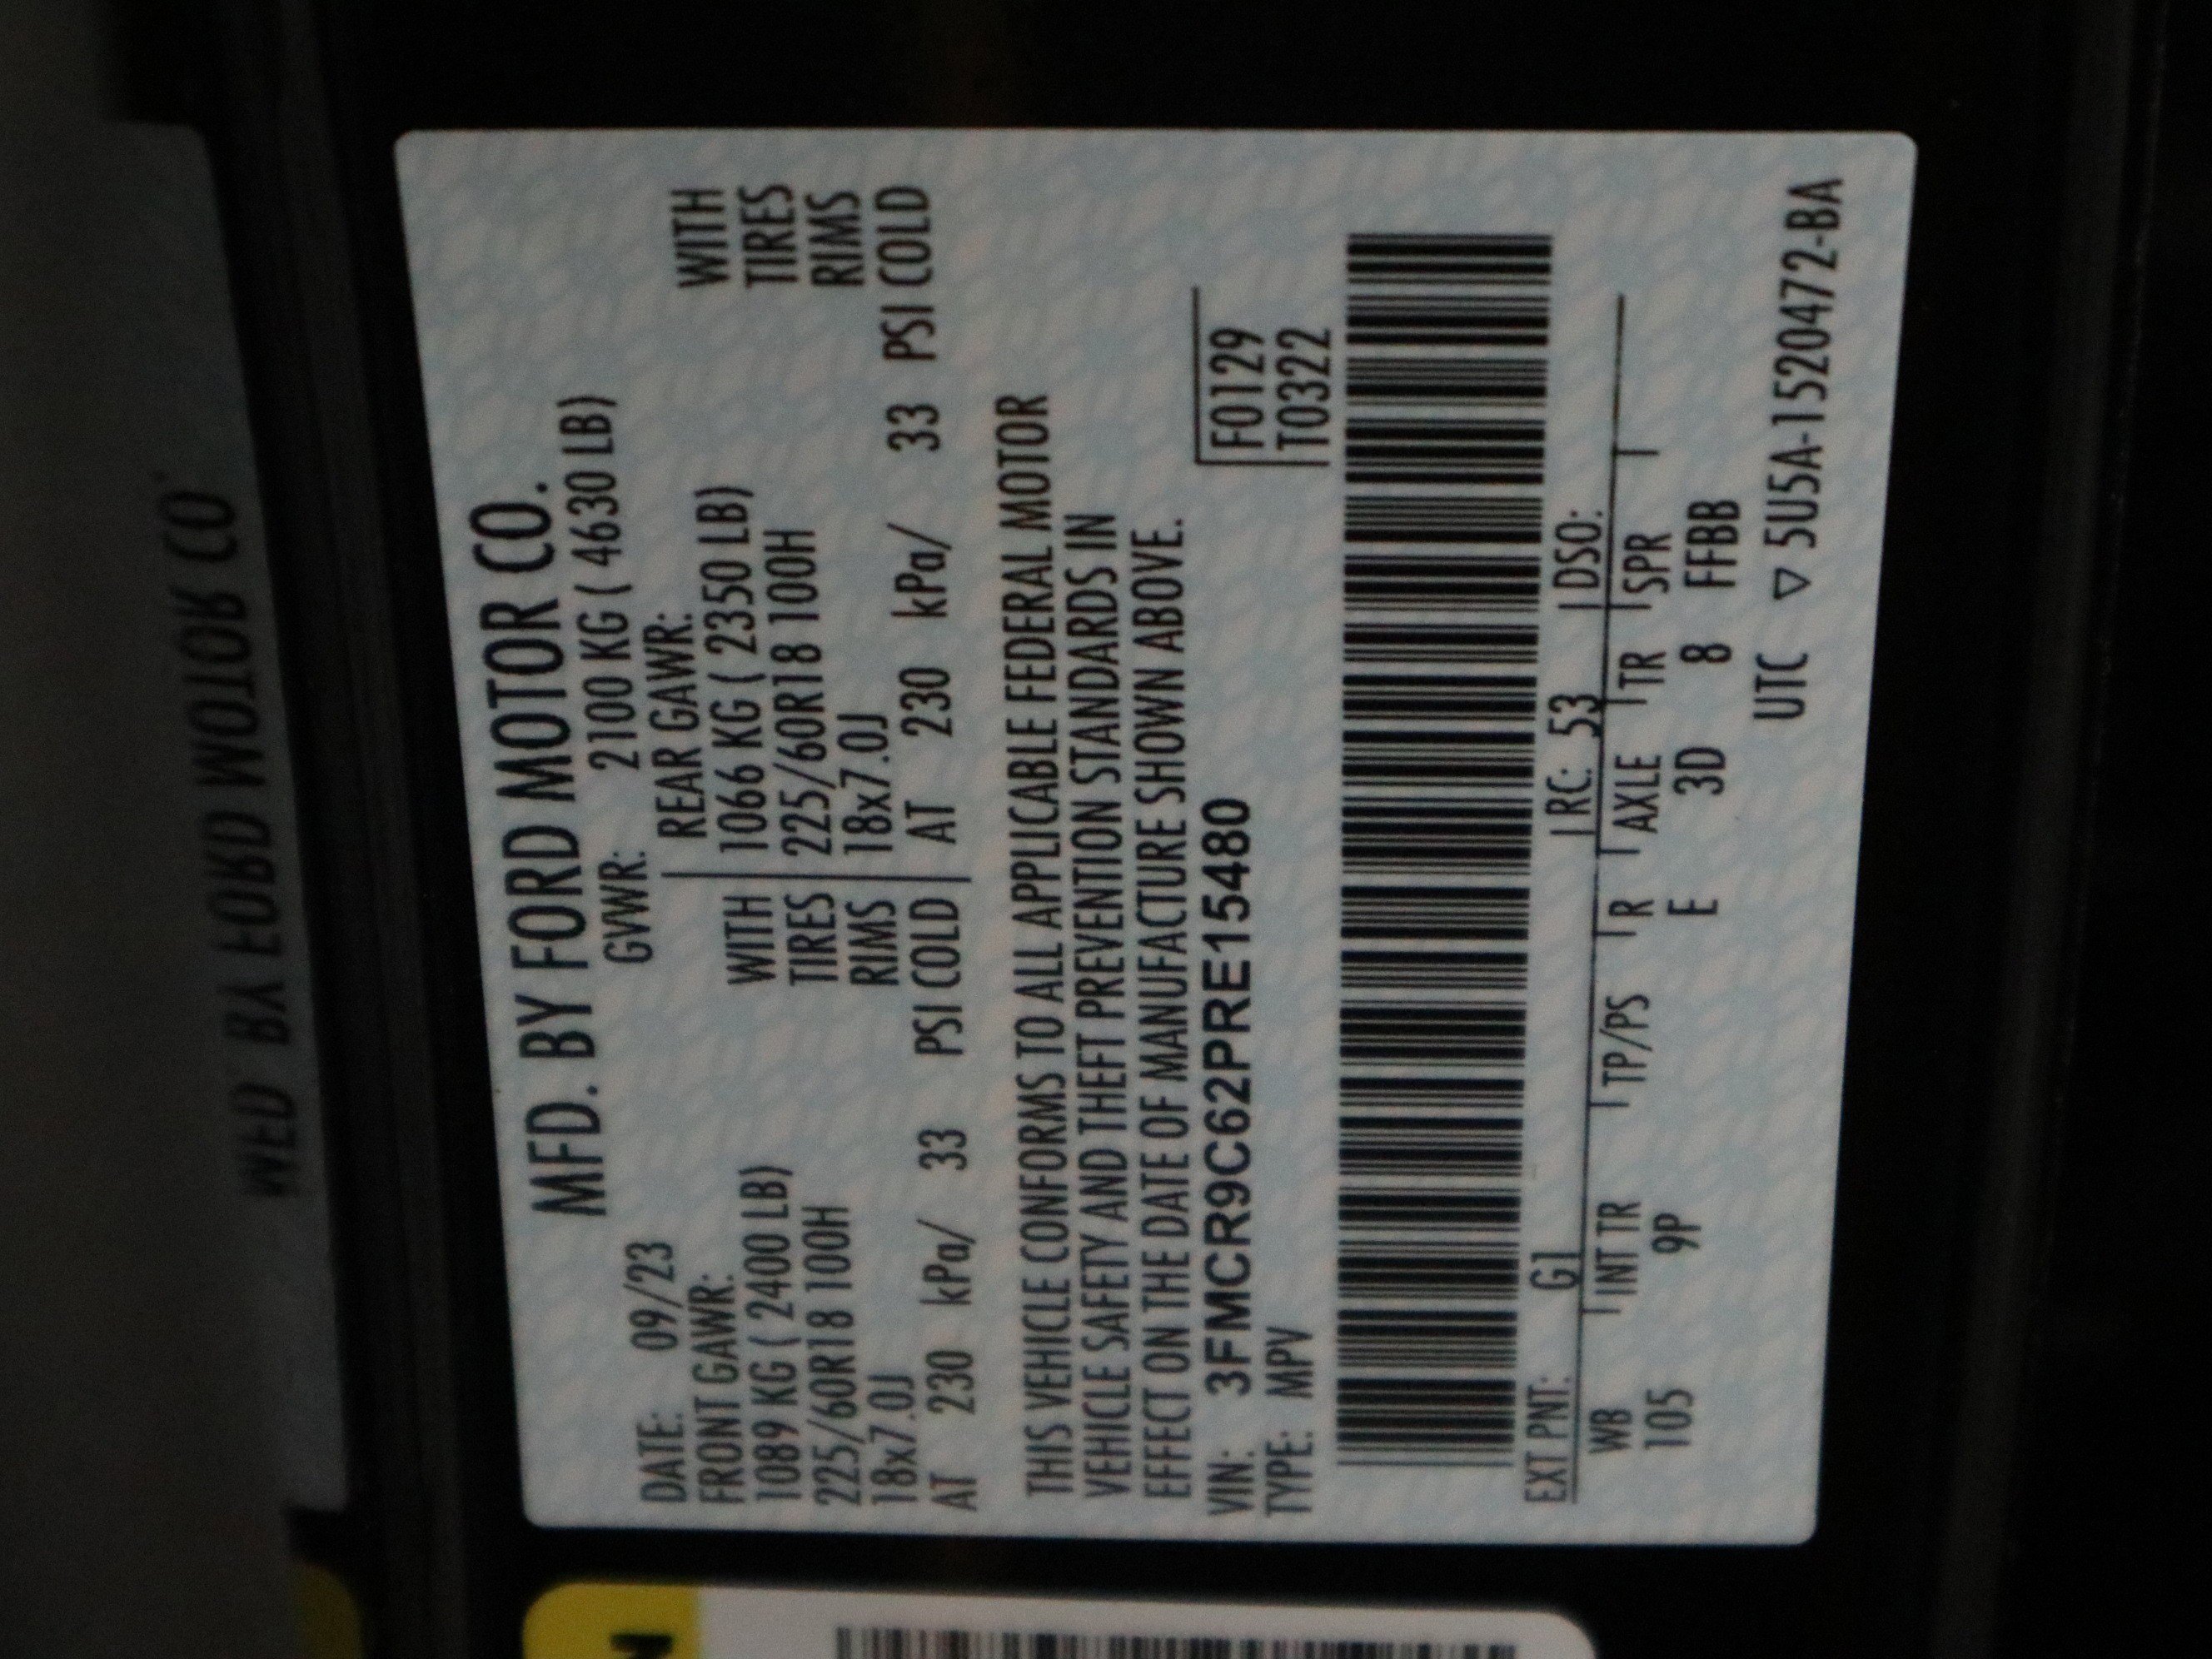 MFD. BY FORD MOTOR CO.
DATE: 09/23 GVWR: 2100 KG ( 4630 LB)
FRONT GAWR: REAR GAWR:
1089 KG ( 2400 LB) WITH 1066 KG ( 2350 LB) WITH
225/60R18 100H TIRES 225/60R18 100H TIRES
18x7.0J RIMS 18x7.0J RIMS
AT 230 kPa/ 33 PSI COLD AT 230 kPa/ 33 PSI COLD
THIS VEHICLE CONFORMS TO ALL APPLICABLE FEDERAL MOTOR
VEHICLE SAFETY AND THEFT PREVENTION STANDARDS IN
EFFECT ON THE DATE OF MANUFACTURE SHOWN ABOVE.
VIN: 3FMCR9C62PRE15480 F0129
TYPE: MPV T0322
EXT PNT: G1 RC: 53 DSO:
WB INT TR TP/PS R AXLE TR SPR
105 9P E 3D 8 FFBB
UTC ▽ 5U5A-1520472-BA
MFD. BY FORD MOTOR CO.
N